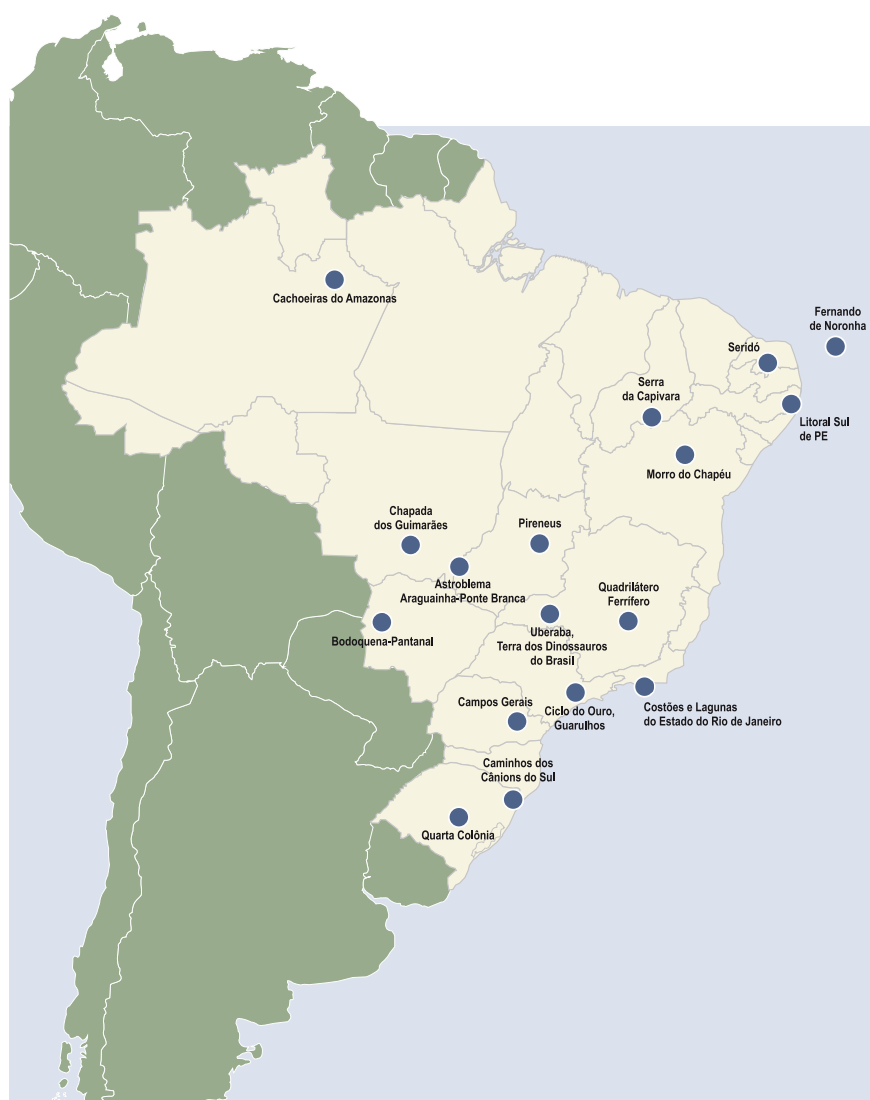 Cachoeiras do Amazonas
Fernando
de Noronha
Seridó
Serra
da Capivara
Litoral Sul
de PE
Morro do Chapéu
Chapada
dos Guimarães
Pireneus
Astroblema
Araguainha-Ponte Branca
Quadrilátero
Ferrífero
Bodoquena-Pantanal
Uberaba,
Terra dos Dinossauros
do Brasil
Campos Gerais
Ciclo do Ouro,
Guarulhos
Costões e Lagunas
do Estado do Rio de Janeiro
Caminhos dos
Cânions do Sul
Quarta Colônia